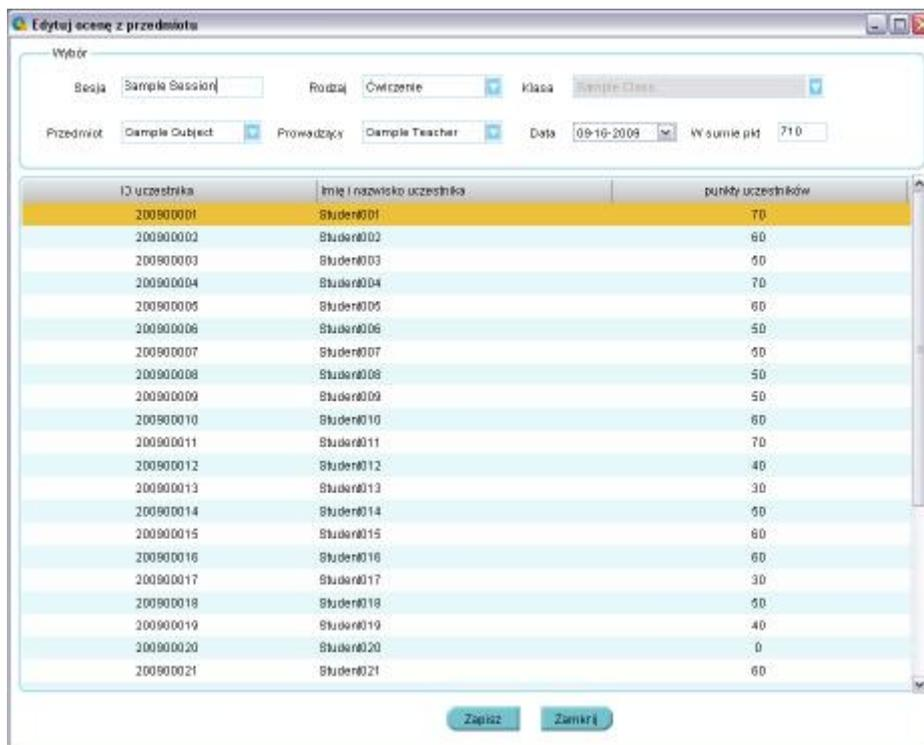 Edytuj ocenę z przedmiotu
Wybór
Sesja Sample Session Rodzaj Ćwiczenie Klasa Sample Class
Przedmiot Sample Subject Prowadzący Sample Teacher Data 09-16-2009 W sumie pkt 710
ID uczestnika Imię i nazwisko uczestnika punkty uczestników
200900001 Student001 70
200900002 Student002 60
200900003 Student003 50
200900004 Student004 70
200900005 Student005 60
200900006 Student006 50
200900007 Student007 50
200900008 Student008 50
200900009 Student009 50
200900010 Student010 60
200900011 Student011 70
200900012 Student012 40
200900013 Student013 30
200900014 Student014 50
200900015 Student015 60
200900016 Student016 60
200900017 Student017 30
200900018 Student018 50
200900019 Student019 40
200900020 Student020 0
200900021 Student021 60
Zapisz Zamknij